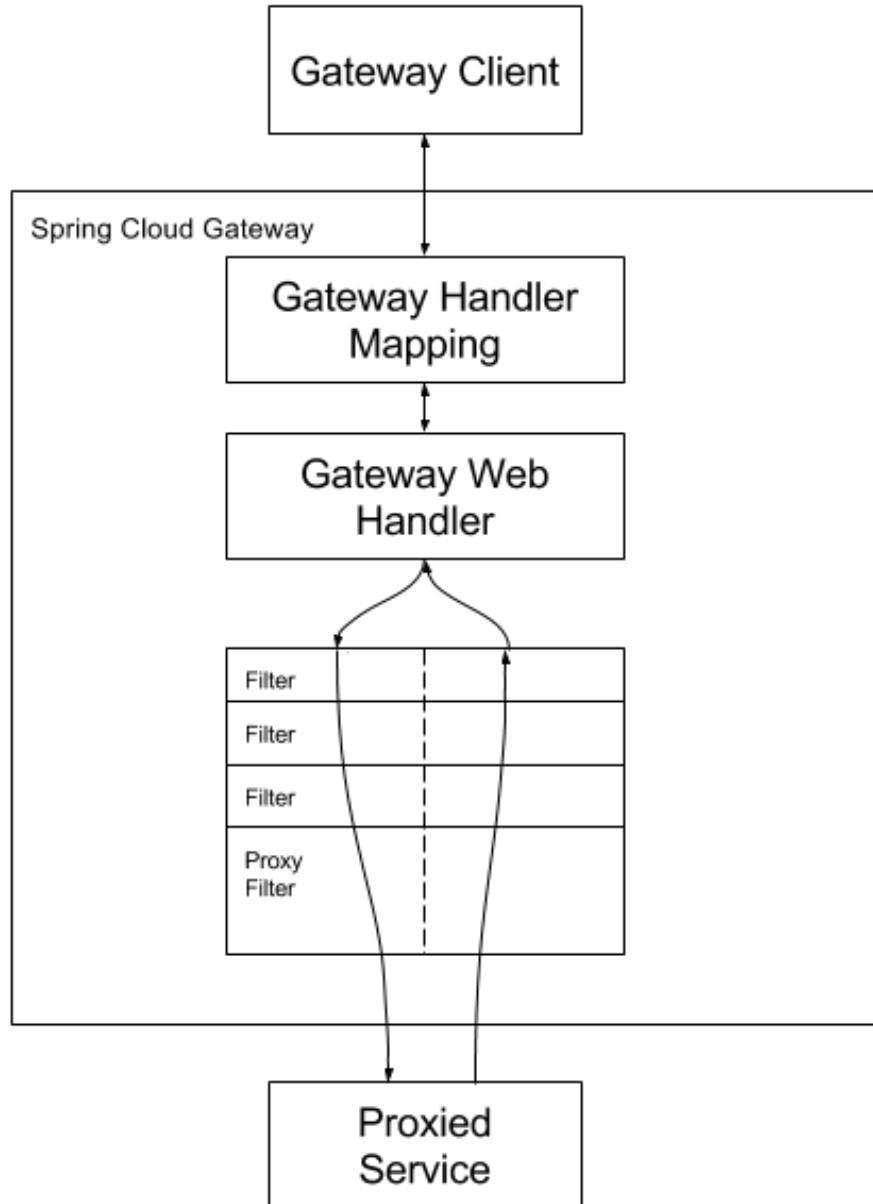 Gateway Client
Spring Cloud Gateway
Gateway Handler
Mapping
Gateway Web
Handler
Filter
Filter
Filter
Proxy
Filter
Proxied
Service